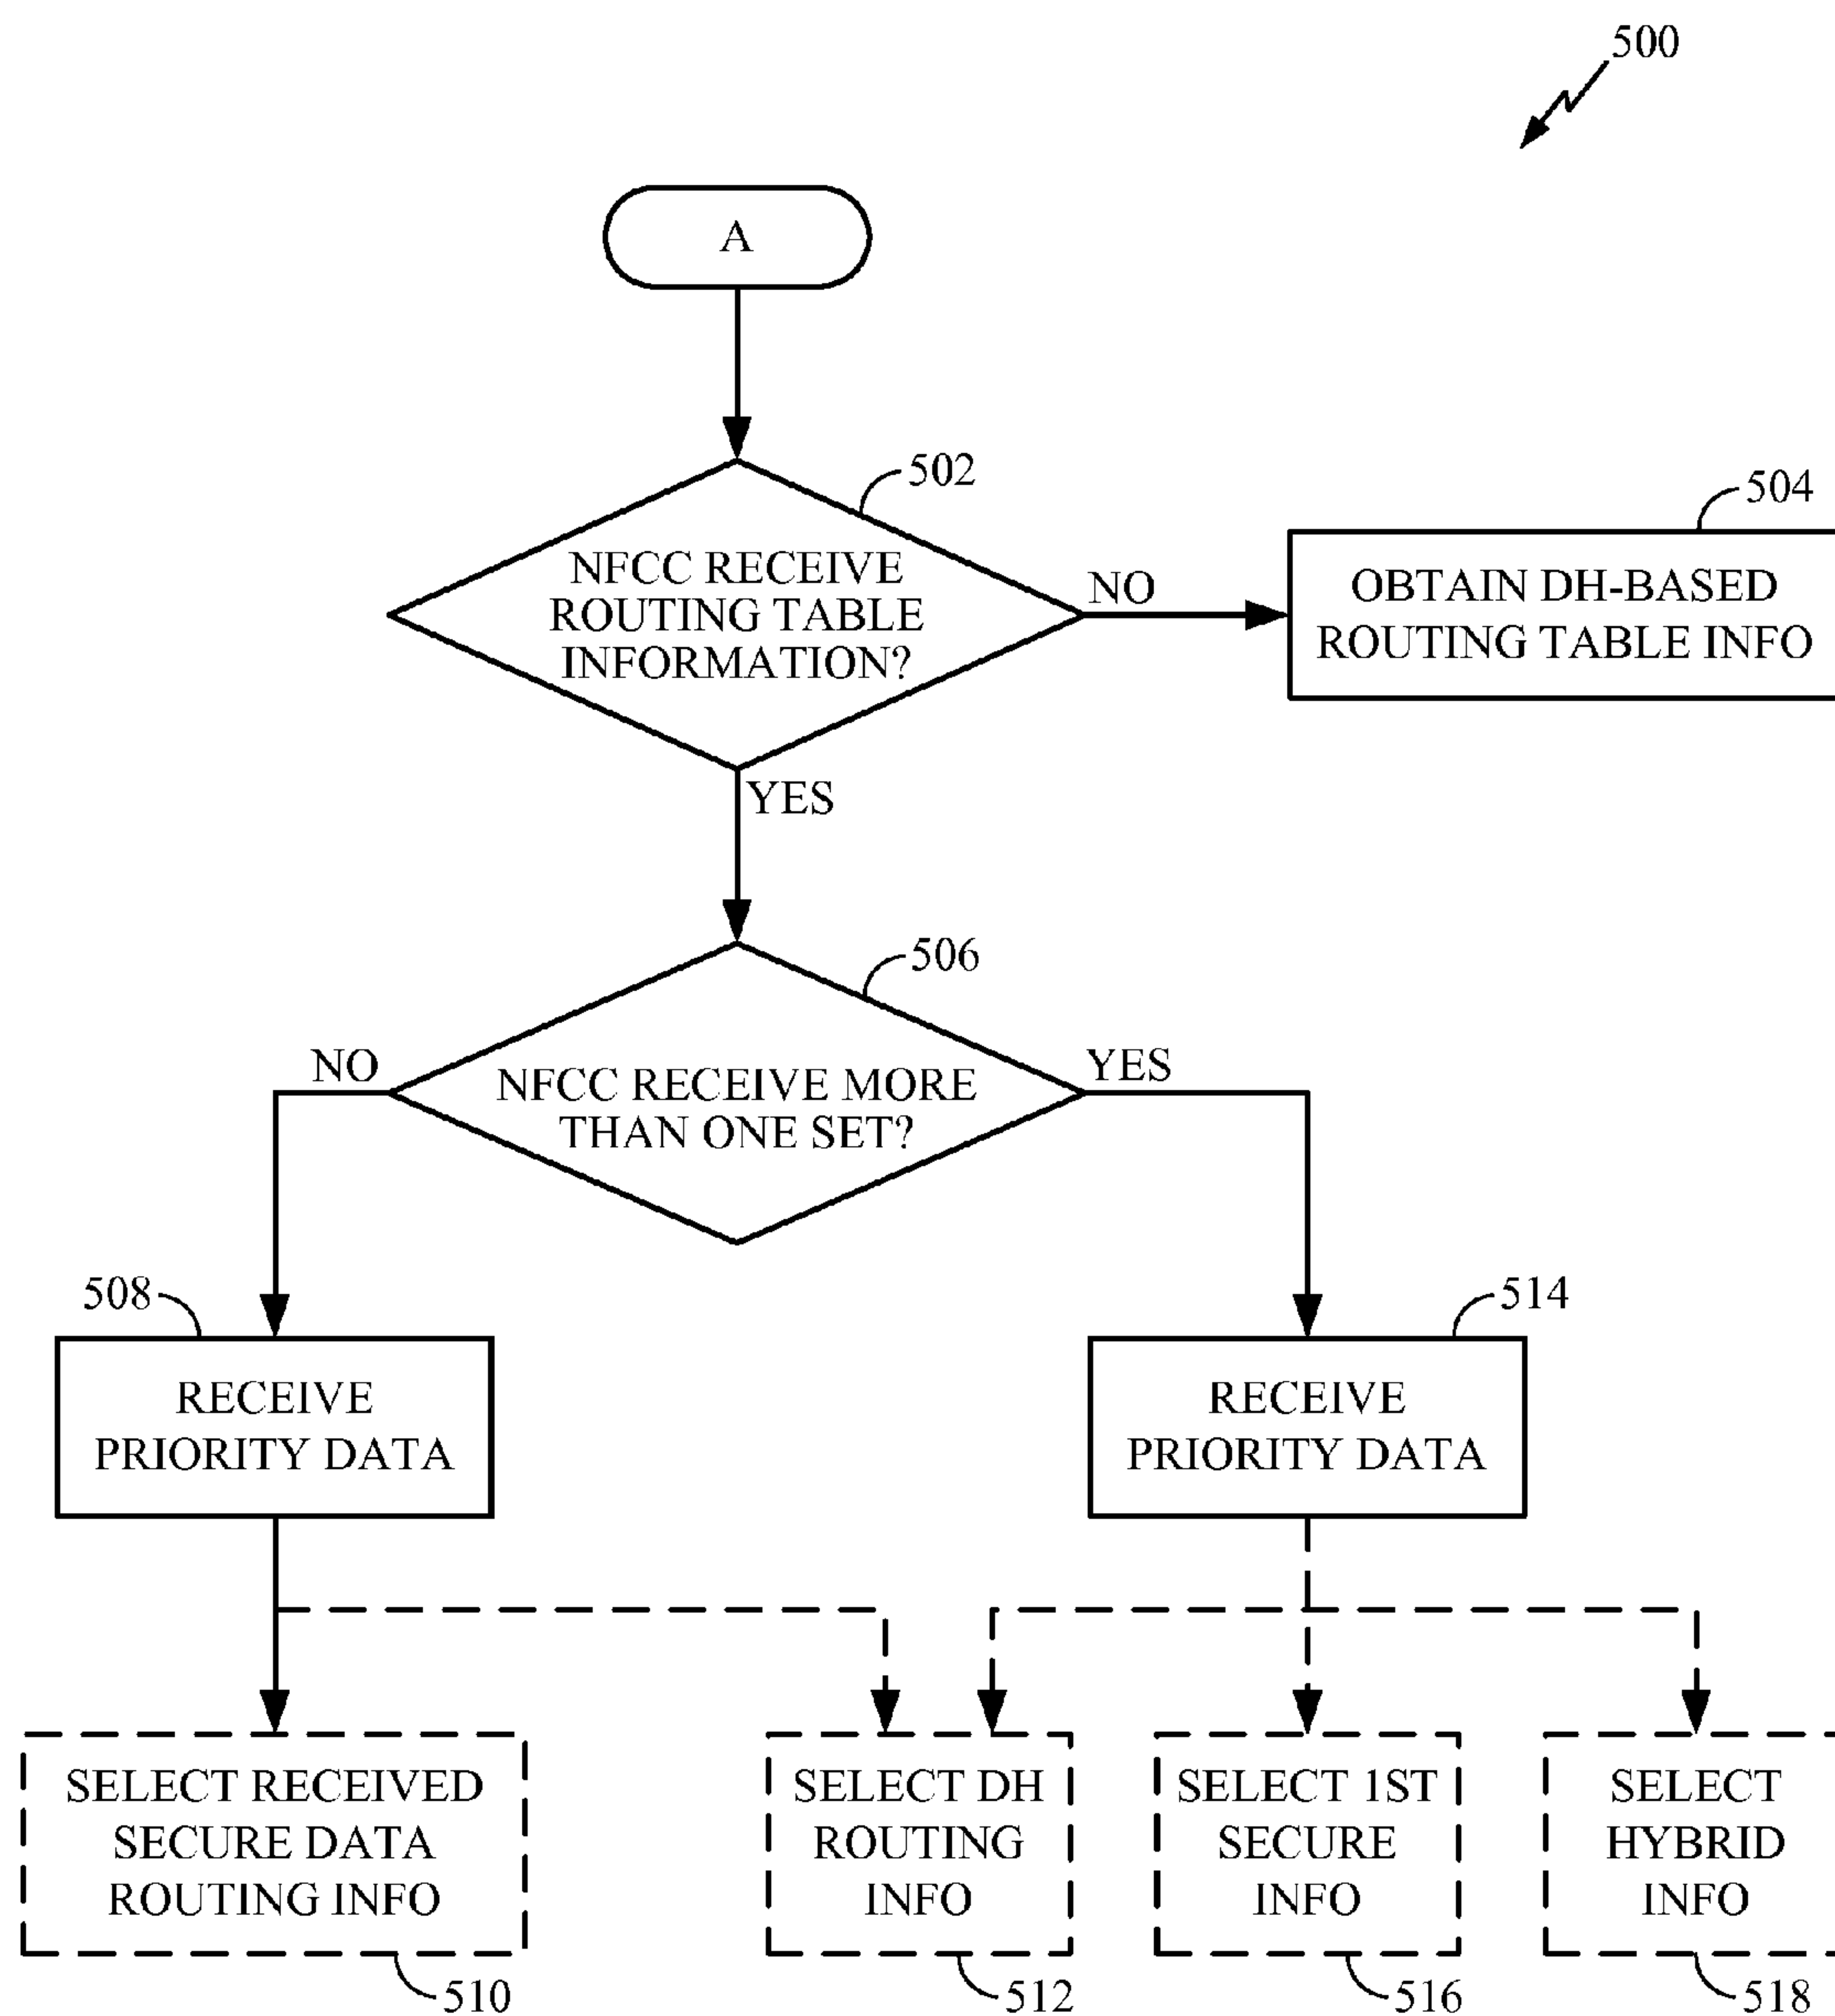 500
A
502
504
NFCC RECEIVE
ROUTING TABLE
INFORMATION?
NO
OBTAIN DH-BASED
ROUTING TABLE INFO
YES
506
NO
NFCC RECEIVE MORE
THAN ONE SET?
YES
508
514
RECEIVE
PRIORITY DATA
RECEIVE
PRIORITY DATA
SELECT RECEIVED
SECURE DATA
ROUTING INFO
SELECT DH
ROUTING
INFO
SELECT 1ST
SECURE
INFO
SELECT
HYBRID
INFO
510
512
516
518